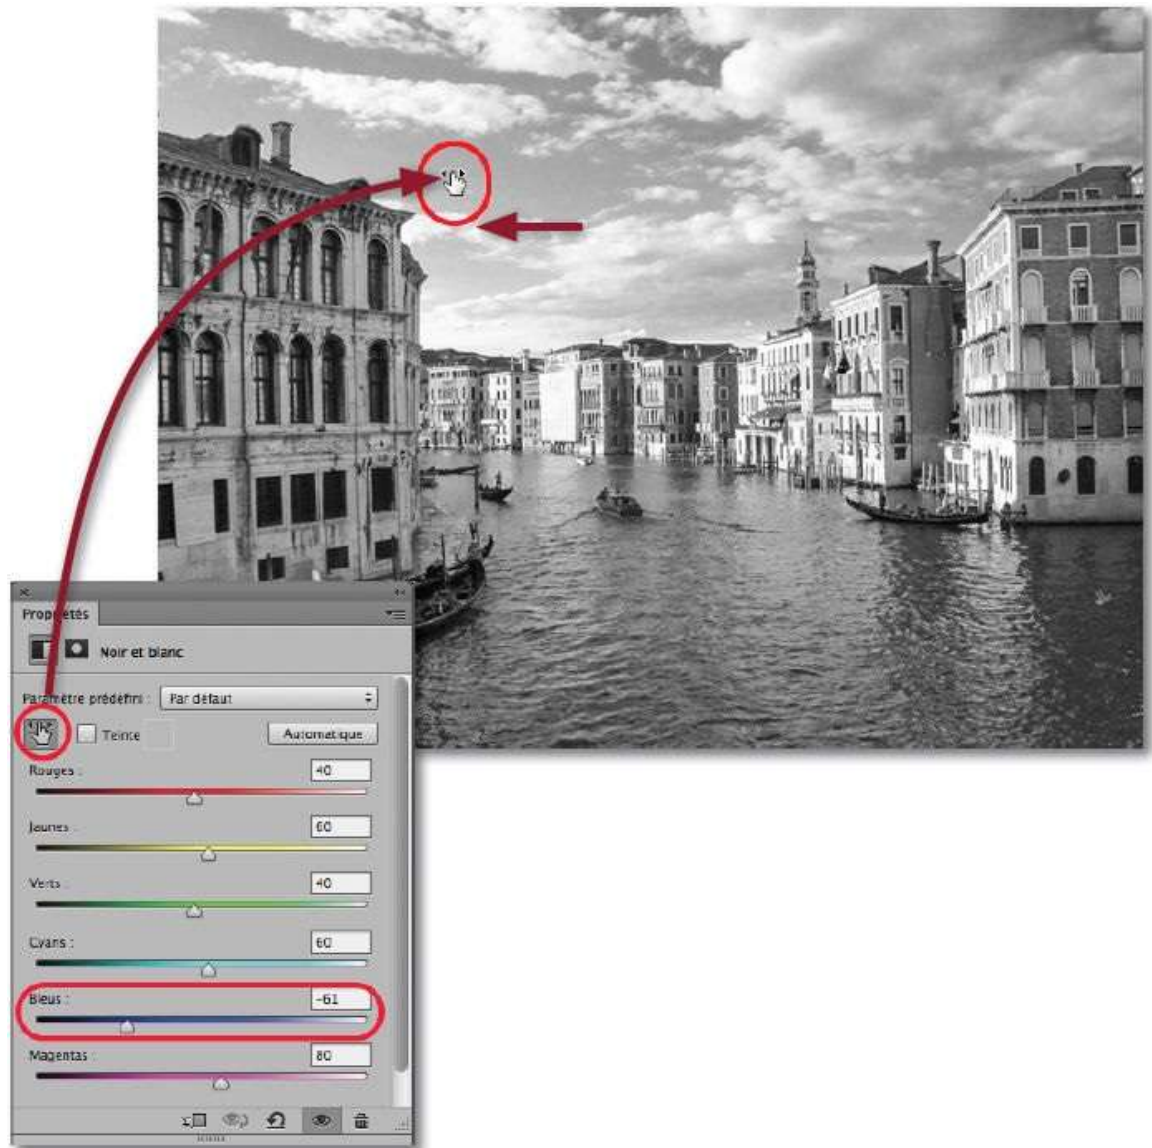 Propriétés
Noir et blanc
Paramètre prédéfini : Par défaut
Teinte Automatique
Rouges : 40
Jaunes : 60
Verts : 40
Cyans : 60
Bleus : -61
Magentas : 80